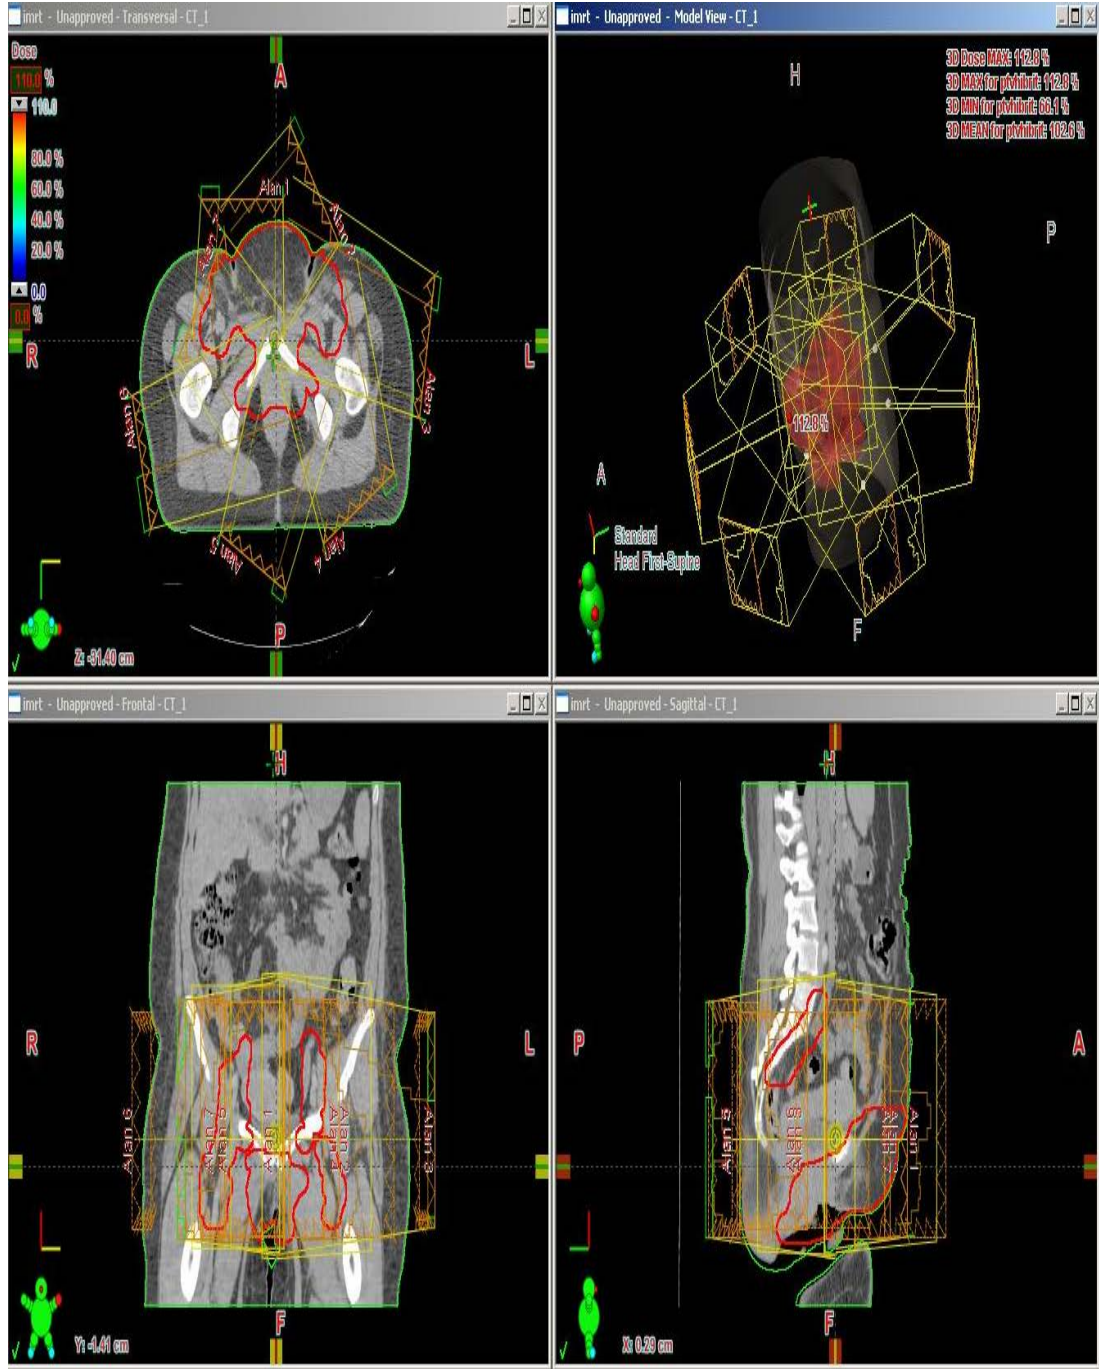 imrt - Unapproved - Transversal - CT_1
Dose
110.0 %
110.0
80.0 %
60.0 %
40.0 %
20.0 %
0.0
0.0 %
A
Alan 1
R
L
Alan 6
Alan 3
Alan 5
Alan 4
P
Z: -31.40 cm
imrt - Unapproved - Model View - CT_1
3D Dose MAX: 112.8 %
3D MAX for ptvhibrit: 112.8 %
3D MIN for ptvhibrit: 66.1 %
3D MEAN for ptvhibrit: 102.6 %
H
P
112.8 %
A
Standard
Head First-Supine
F
imrt - Unapproved - Frontal - CT_1
H
R
L
Alan 6
Alan 7
Alan 1
Alan 2
Alan 3
F
Y: -1.41 cm
imrt - Unapproved - Sagittal - CT_1
H
P
A
Alan 5
Alan 1
F
X: 0.29 cm